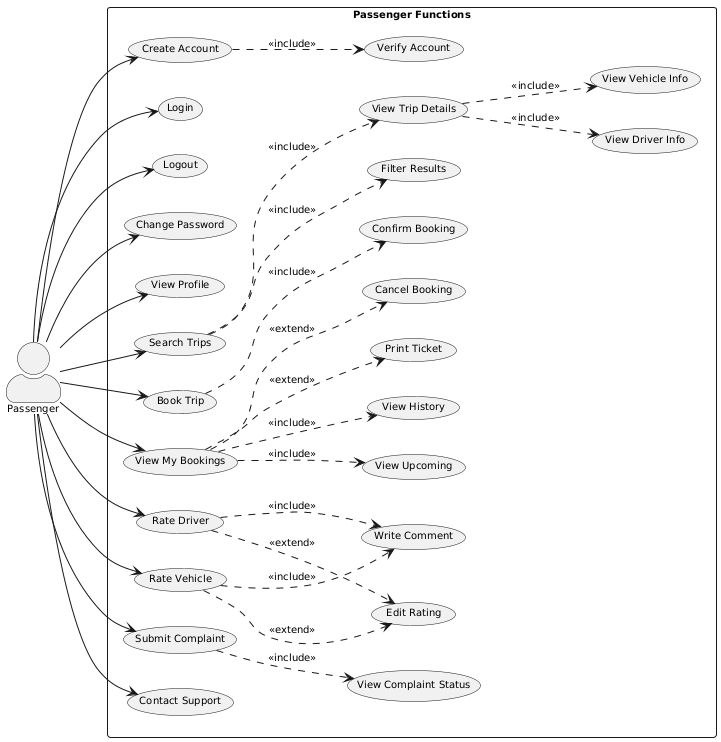 Passenger Functions
Create Account
«include»
Verify Account
View Vehicle Info
«include»
Login
View Trip Details
«include»
View Driver Info
«include»
Logout
Filter Results
«include»
Change Password
Confirm Booking
«include»
View Profile
Cancel Booking
«extend»
Search Trips
Print Ticket
Passenger
«extend»
Book Trip
View History
«include»
View My Bookings
«include»
View Upcoming
Rate Driver
«include»
Write Comment
«extend»
Rate Vehicle
«include»
Edit Rating
«extend»
Submit Complaint
«include»
View Complaint Status
Contact Support